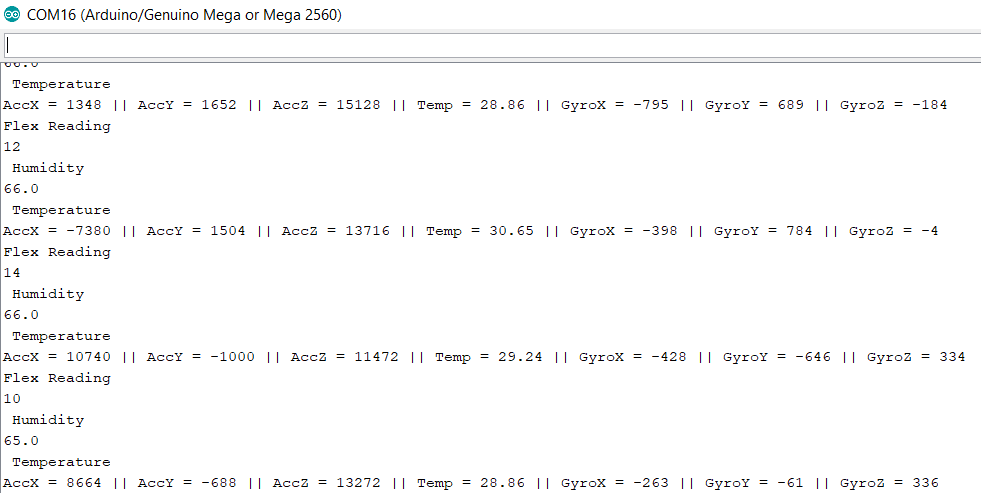 COM16 (Arduino/Genuino Mega or Mega 2560)
66.0
Temperature
AccX = 1348 || AccY = 1652 || AccZ = 15128 || Temp = 28.86 || GyroX = -795 || GyroY = 689 || GyroZ = -184
Flex Reading
12
Humidity
66.0
Temperature
AccX = -7380 || AccY = 1504 || AccZ = 13716 || Temp = 30.65 || GyroX = -398 || GyroY = 784 || GyroZ = -4
Flex Reading
14
Humidity
66.0
Temperature
AccX = 10740 || AccY = -1000 || AccZ = 11472 || Temp = 29.24 || GyroX = -428 || GyroY = -646 || GyroZ = 334
Flex Reading
10
Humidity
65.0
Temperature
AccX = 8664 || AccY = -688 || AccZ = 13272 || Temp = 28.86 || GyroX = -263 || GyroY = -61 || GyroZ = 336